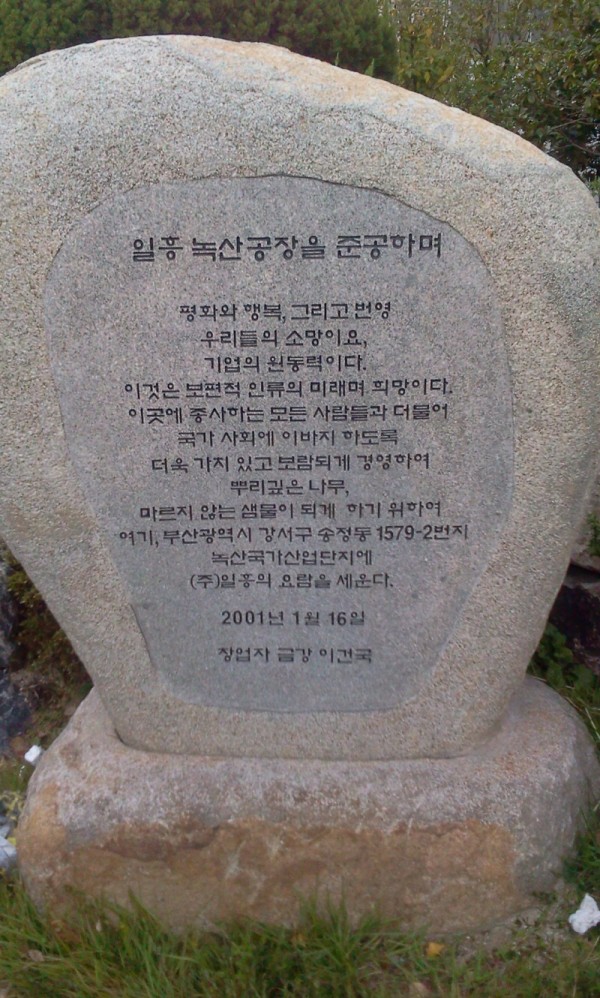 일흥 녹산공장을 준공하며
평화와 행복, 그리고 번영
우리들의 소망이요,
기업의 원동력이다.
이것은 보편적 인류의 미래며 희망이다.
이곳에 종사하는 모든 사람들과 더물어
국가 사회에 이바지 하도록
더욱 가치 있고 보람되게 경영하여
뿌리깊은 나무,
마르지 않는 샘물이 되게 하기 위하여
여기, 부산광역시 강서구 송정동 1579-2번지
녹산국가산업단지에
(주)일흥의 요람을 세운다.
2001년 1월 16일
창업자 금강 이건국